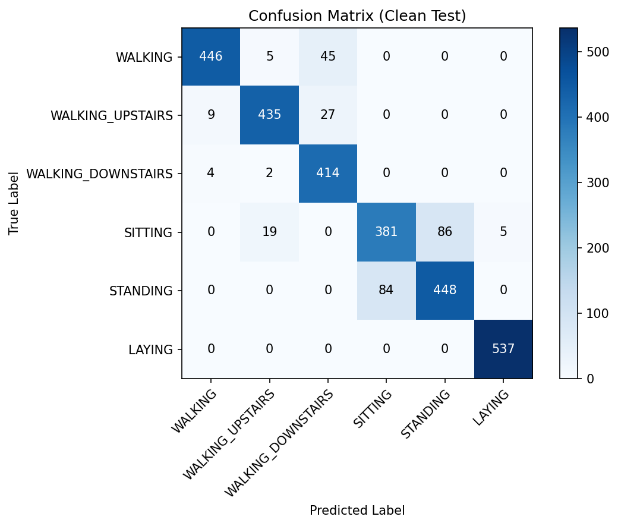 Confusion Matrix (Clean Test)
True Label
WALKING 446 5 45 0 0 0
WALKING_UPSTAIRS 9 435 27 0 0 0
WALKING_DOWNSTAIRS 4 2 414 0 0 0
SITTING 0 19 0 381 86 5
STANDING 0 0 0 84 448 0
LAYING 0 0 0 0 0 537
WALKING
WALKING_UPSTAIRS
WALKING_DOWNSTAIRS
SITTING
STANDING
LAYING
Predicted Label
500
400
300
200
100
0